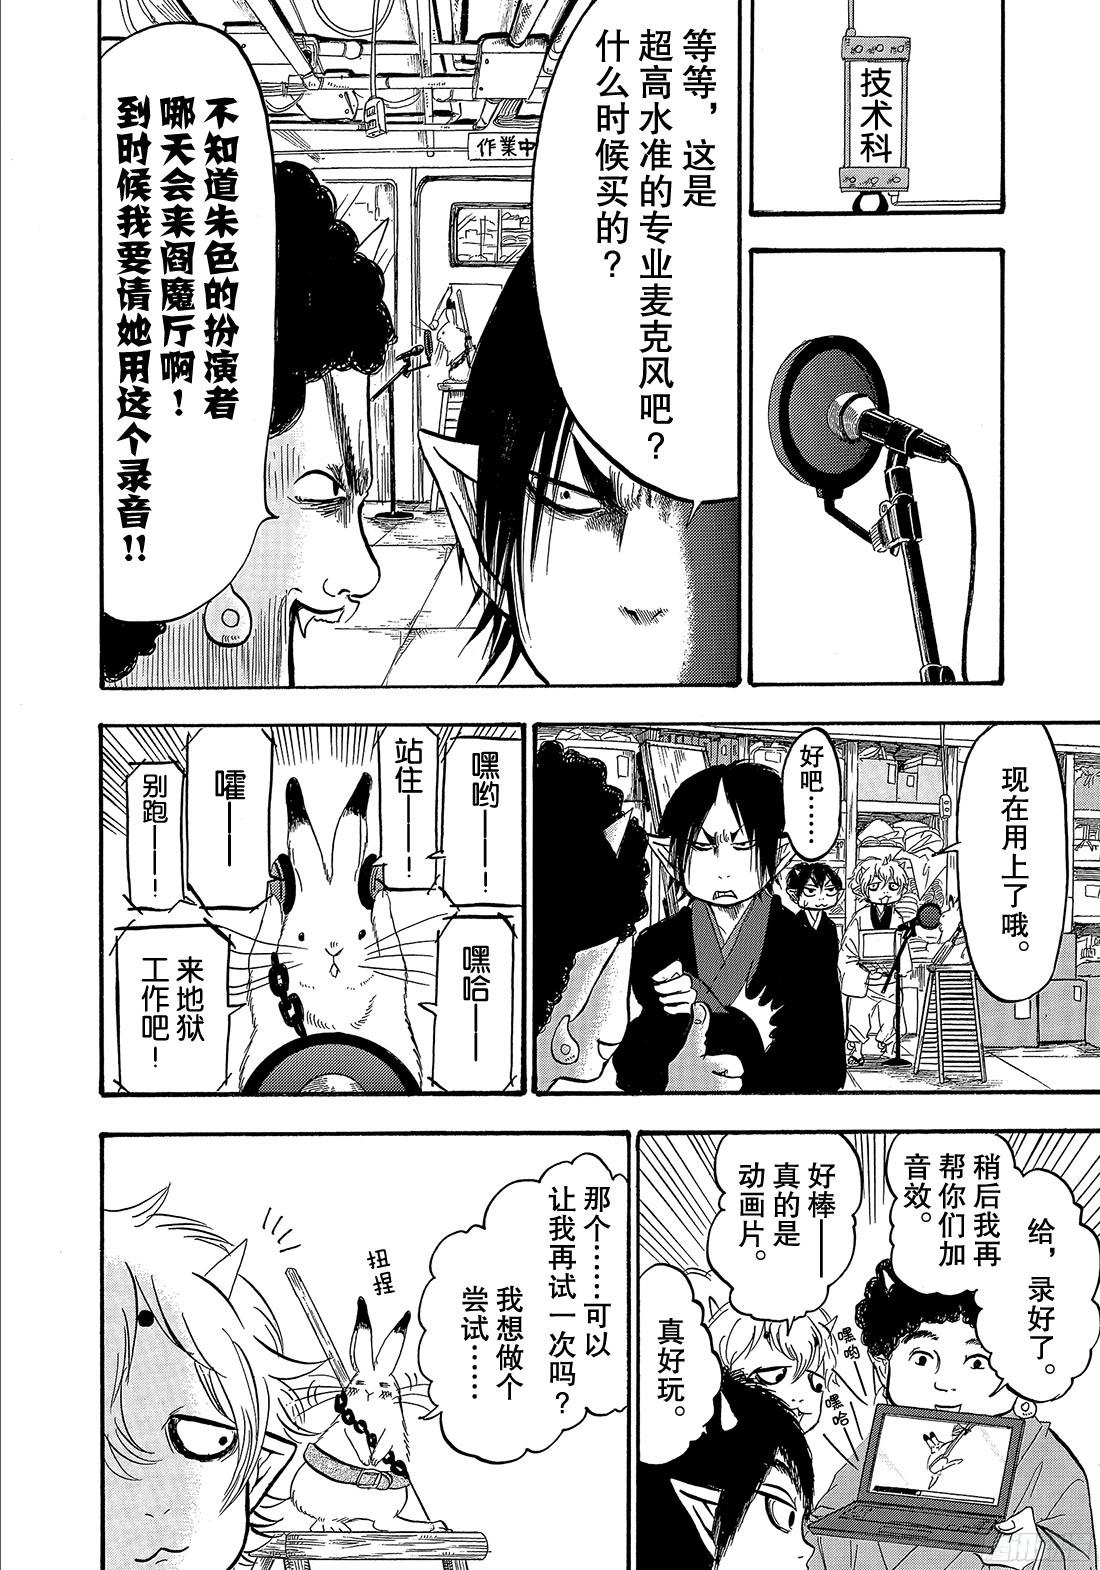 技术科
等等，这是
超高水准的专业麦克风吧？
什么时候买的？
作業中
不知道朱色的扮演者
哪天会来阎魔厅啊！
到时候我要请她用这个录音！！
现在用上了哦。
好吧……
嘿哟——
站住——！
嚯——
别跑——！
嘿哈——
来地狱
工作吧！
给，录好了。
稍后我再
帮你们加
音效。
好棒——
真的是
动画片。
嘿哟——
嘿哈——
真好玩。
那个……可以
让我再试一次吗？
我想做个
尝试……
扭捏